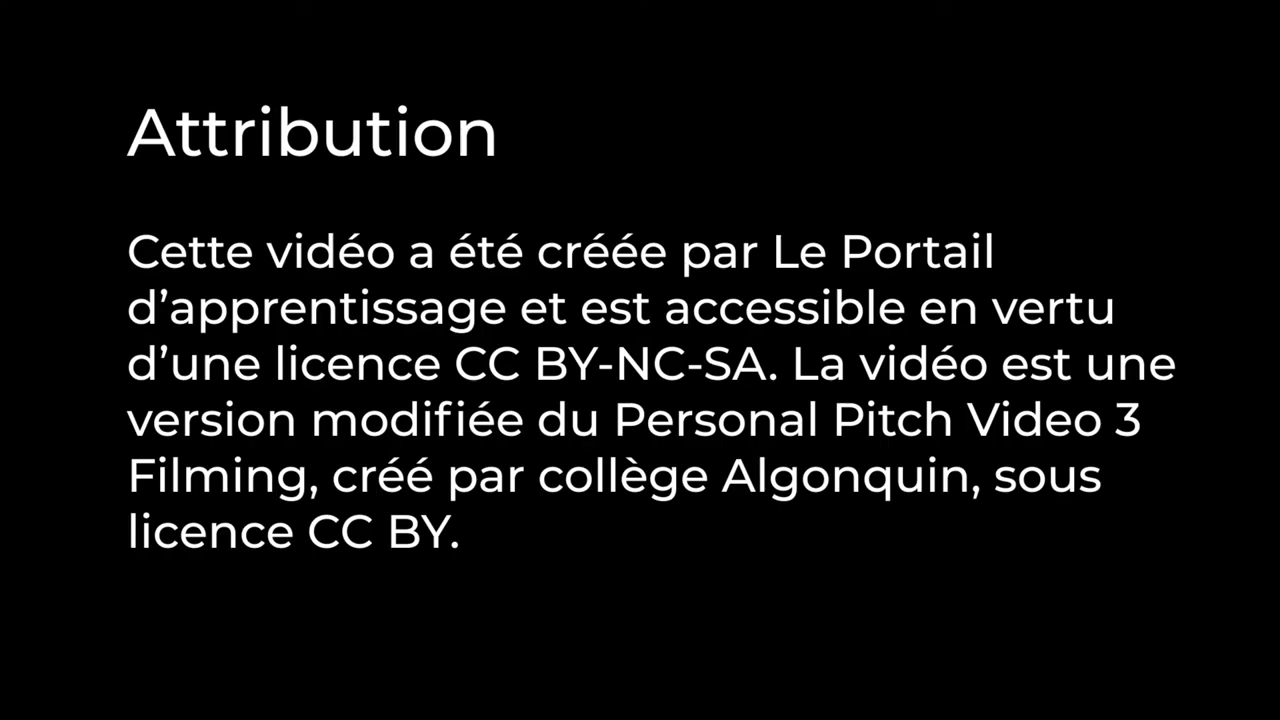 Attribution
Cette vidéo a été créée par Le Portail
d’apprentissage et est accessible en vertu
d’une licence CC BY-NC-SA. La vidéo est une
version modifiée du Personal Pitch Video 3
Filming, créé par collège Algonquin, sous
licence CC BY.